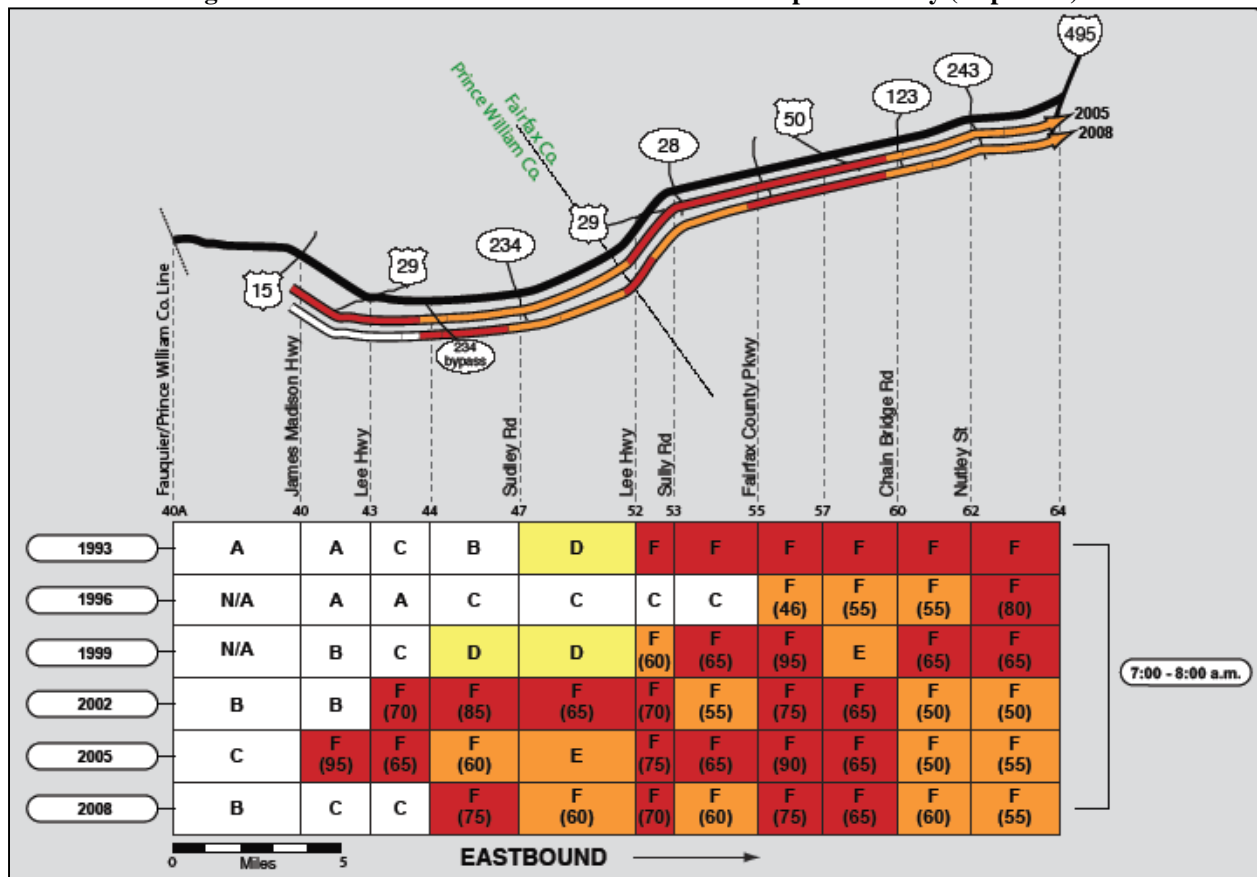 495
243
123
2005
2008
50
Fairfax Co.
Prince William Co.
28
29
234
29
15
234
bypass
Fauquier/Prince William Co. Line
James Madison Hwy
Lee Hwy
Sudley Rd
Lee Hwy
Sully Rd
Fairfax County Pkwy
Chain Bridge Rd
Nutley St
40A 40 43 44 47 52 53 55 57 60 62 64
1993 A A C B D F F F F F F
1996 N/A A A C C C C F F F F
(46) (55) (55) (80)
1999 N/A B C D D F F F E F F
(60) (65) (95) (65) (65)
7:00 - 8:00 a.m.
2002 B B F F F F F F F F F
(70) (85) (65) (70) (55) (75) (65) (50) (50)
2005 C F F F E F F F F F F
(95) (65) (60) (75) (65) (90) (65) (50) (55)
2008 B C C F F F F F F F F
(75) (60) (70) (60) (75) (65) (60) (55)
0 Miles 5
EASTBOUND